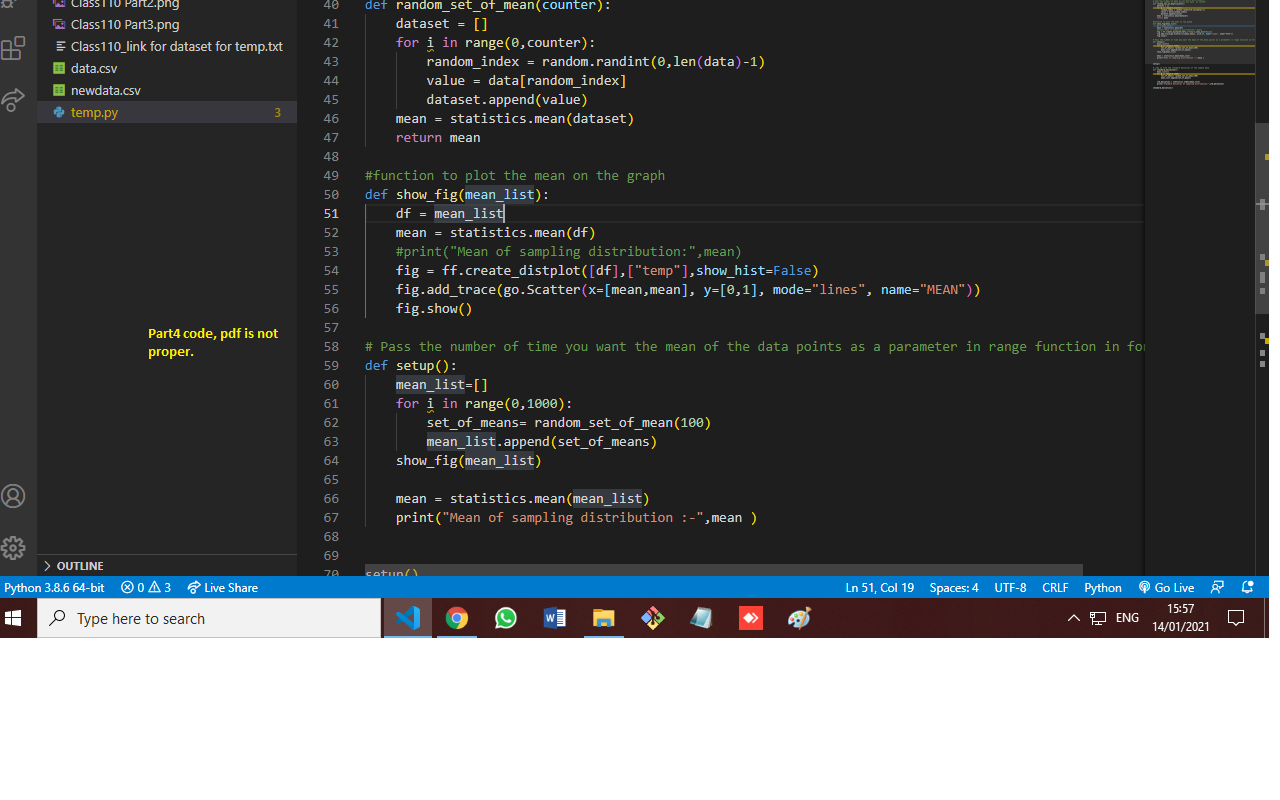 Class110 Part2.png
Class110 Part3.png
Class110_link for dataset for temp.txt
data.csv
newdata.csv
temp.py 3
Part4 code, pdf is not
proper.
OUTLINE
40 def random_set_of_mean(counter):
41 dataset = []
42 for i in range(0,counter):
43 random_index = random.randint(0,len(data)-1)
44 value = data[random_index]
45 dataset.append(value)
46 mean = statistics.mean(dataset)
47 return mean
48
49 #function to plot the mean on the graph
50 def show_fig(mean_list):
51 df = mean_list
52 mean = statistics.mean(df)
53 #print("Mean of sampling distribution:",mean)
54 fig = ff.create_distplot([df],["temp"],show_hist=False)
55 fig.add_trace(go.Scatter(x=[mean,mean], y=[0,1], mode="lines", name="MEAN"))
56 fig.show()
57
58 # Pass the number of time you want the mean of the data points as a parameter in range function in for
59 def setup():
60 mean_list=[]
61 for i in range(0,1000):
62 set_of_means= random_set_of_mean(100)
63 mean_list.append(set_of_means)
64 show_fig(mean_list)
65
66 mean = statistics.mean(mean_list)
67 print("Mean of sampling distribution :-",mean )
68
69
70 setup()
Python 3.8.6 64-bit 0 3 Live Share Ln 51, Col 19 Spaces: 4 UTF-8 CRLF Python Go Live
Type here to search ENG 15:57
14/01/2021